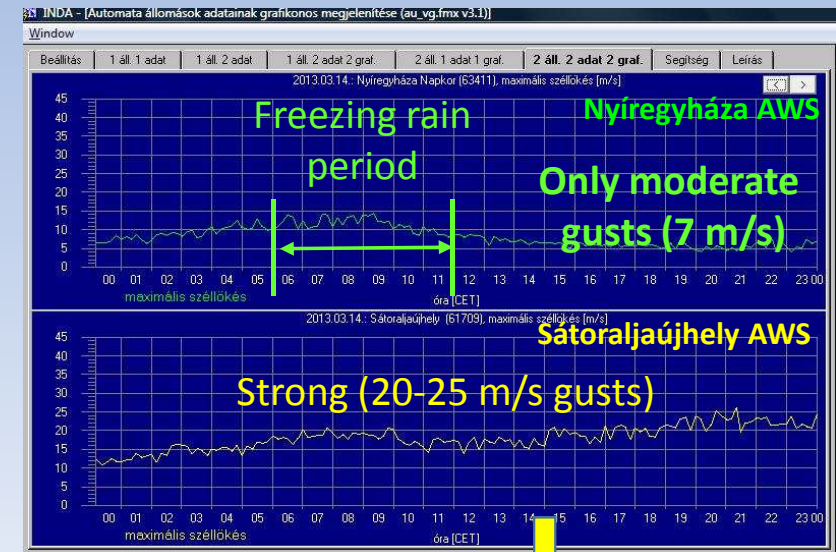 INDA - [Automata állomások adatainak grafikonos megjelenítése (au_vg.fmx v3.1)]
Window
Beállítás 1 áll. 1 adat 1 áll. 2 adat 1 áll. 2 adat 2 graf. 2 áll. 1 adat 1 graf. 2 áll. 2 adat 2 graf. Segítség Leírás
2013.03.14.: Nyíregyháza Napkor (63411), maximális széllökés [m/s]
< >
Nyíregyháza AWS
Freezing rain
period
Only moderate
gusts (7 m/s)
45
40
35
30
25
20
15
10
5
0
00 01 02 03 04 05 06 07 08 09 10 11 12 13 14 15 16 17 18 19 20 21 22 23 00
maximális széllökés
óra [CET]
2013.03.14.: Sátoraljaújhely (61709), maximális széllökés [m/s]
Sátoraljaújhely AWS
Strong (20-25 m/s gusts)
45
40
35
30
25
20
15
10
5
0
00 01 02 03 04 05 06 07 08 09 10 11 12 13 14 15 16 17 18 19 20 21 22 23 00
maximális széllökés
óra [CET]